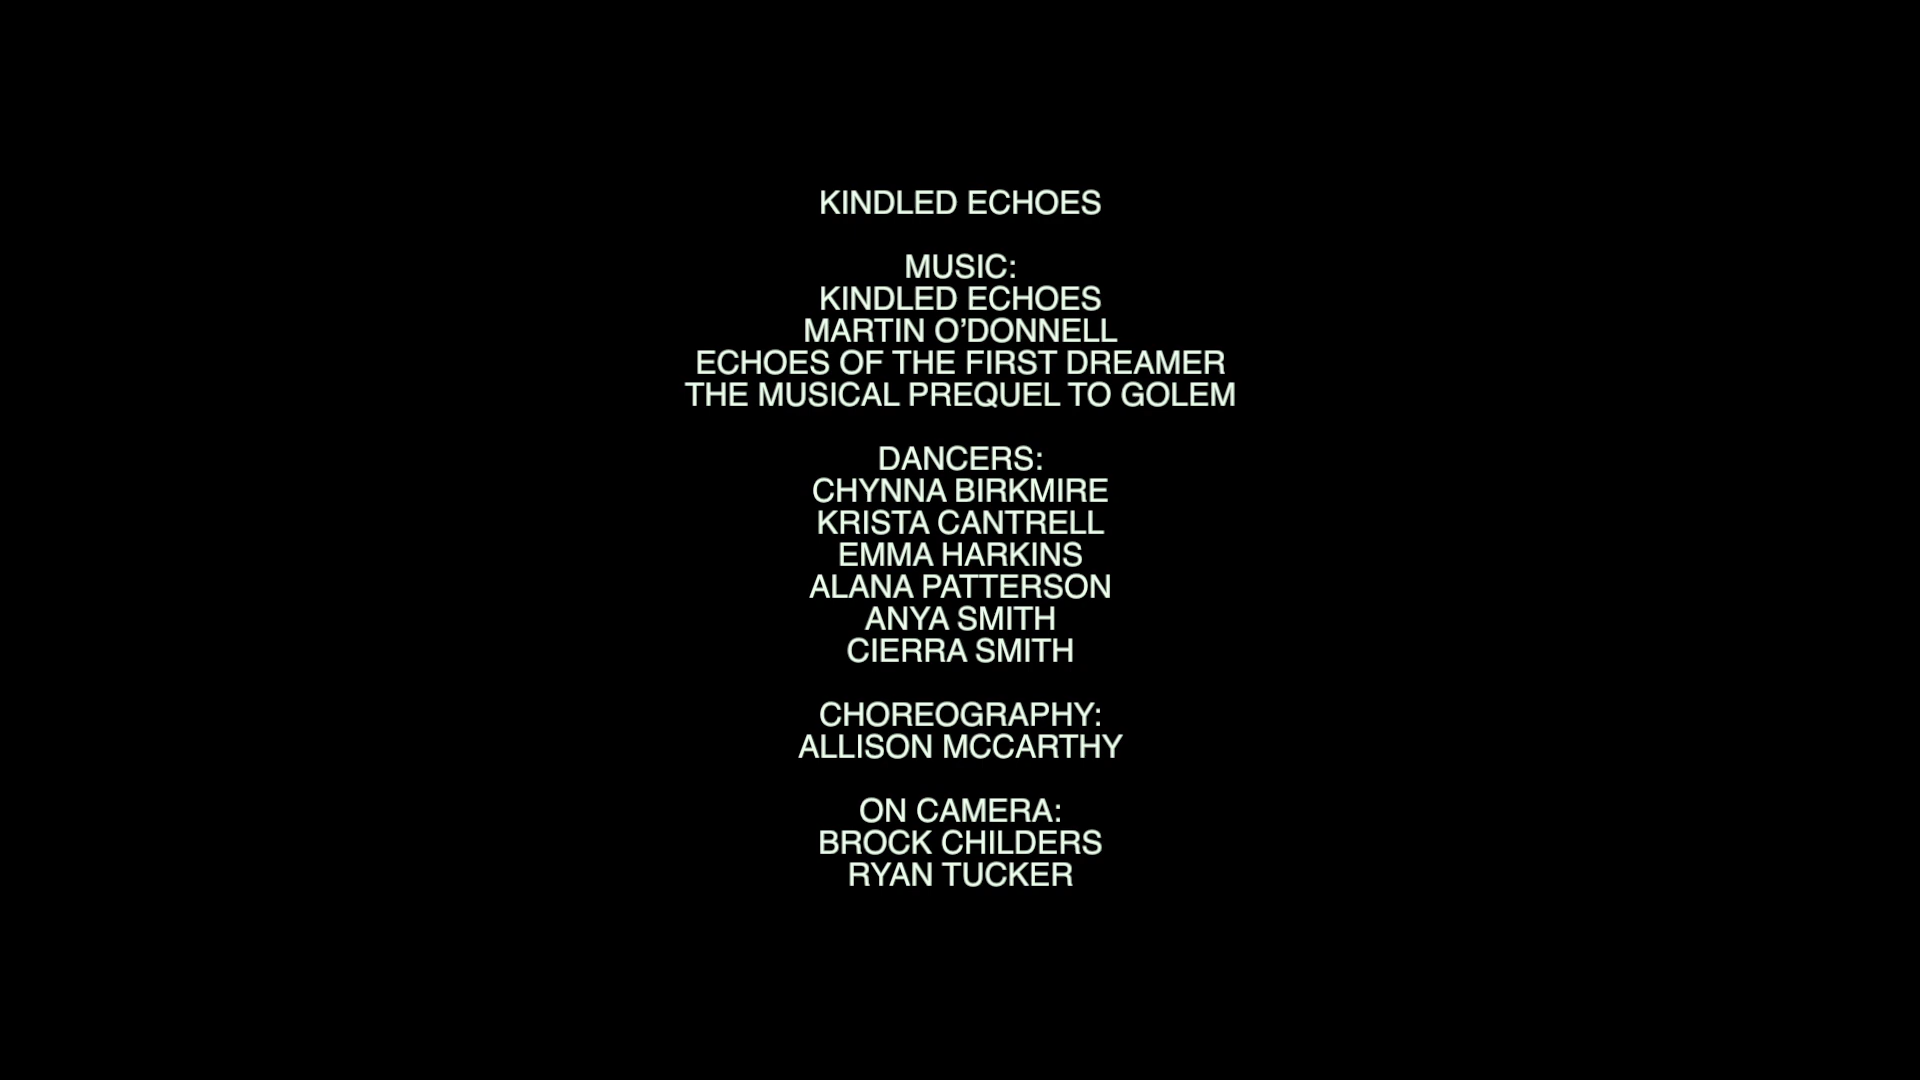 KINDLED ECHOES
MUSIC:
KINDLED ECHOES
MARTIN O’DONNELL
ECHOES OF THE FIRST DREAMER
THE MUSICAL PREQUEL TO GOLEM
DANCERS:
CHYNNA BIRKMIRE
KRISTA CANTRELL
EMMA HARKINS
ALANA PATTERSON
ANYA SMITH
CIERRA SMITH
CHOREOGRAPHY:
ALLISON MCCARTHY
ON CAMERA:
BROCK CHILDERS
RYAN TUCKER